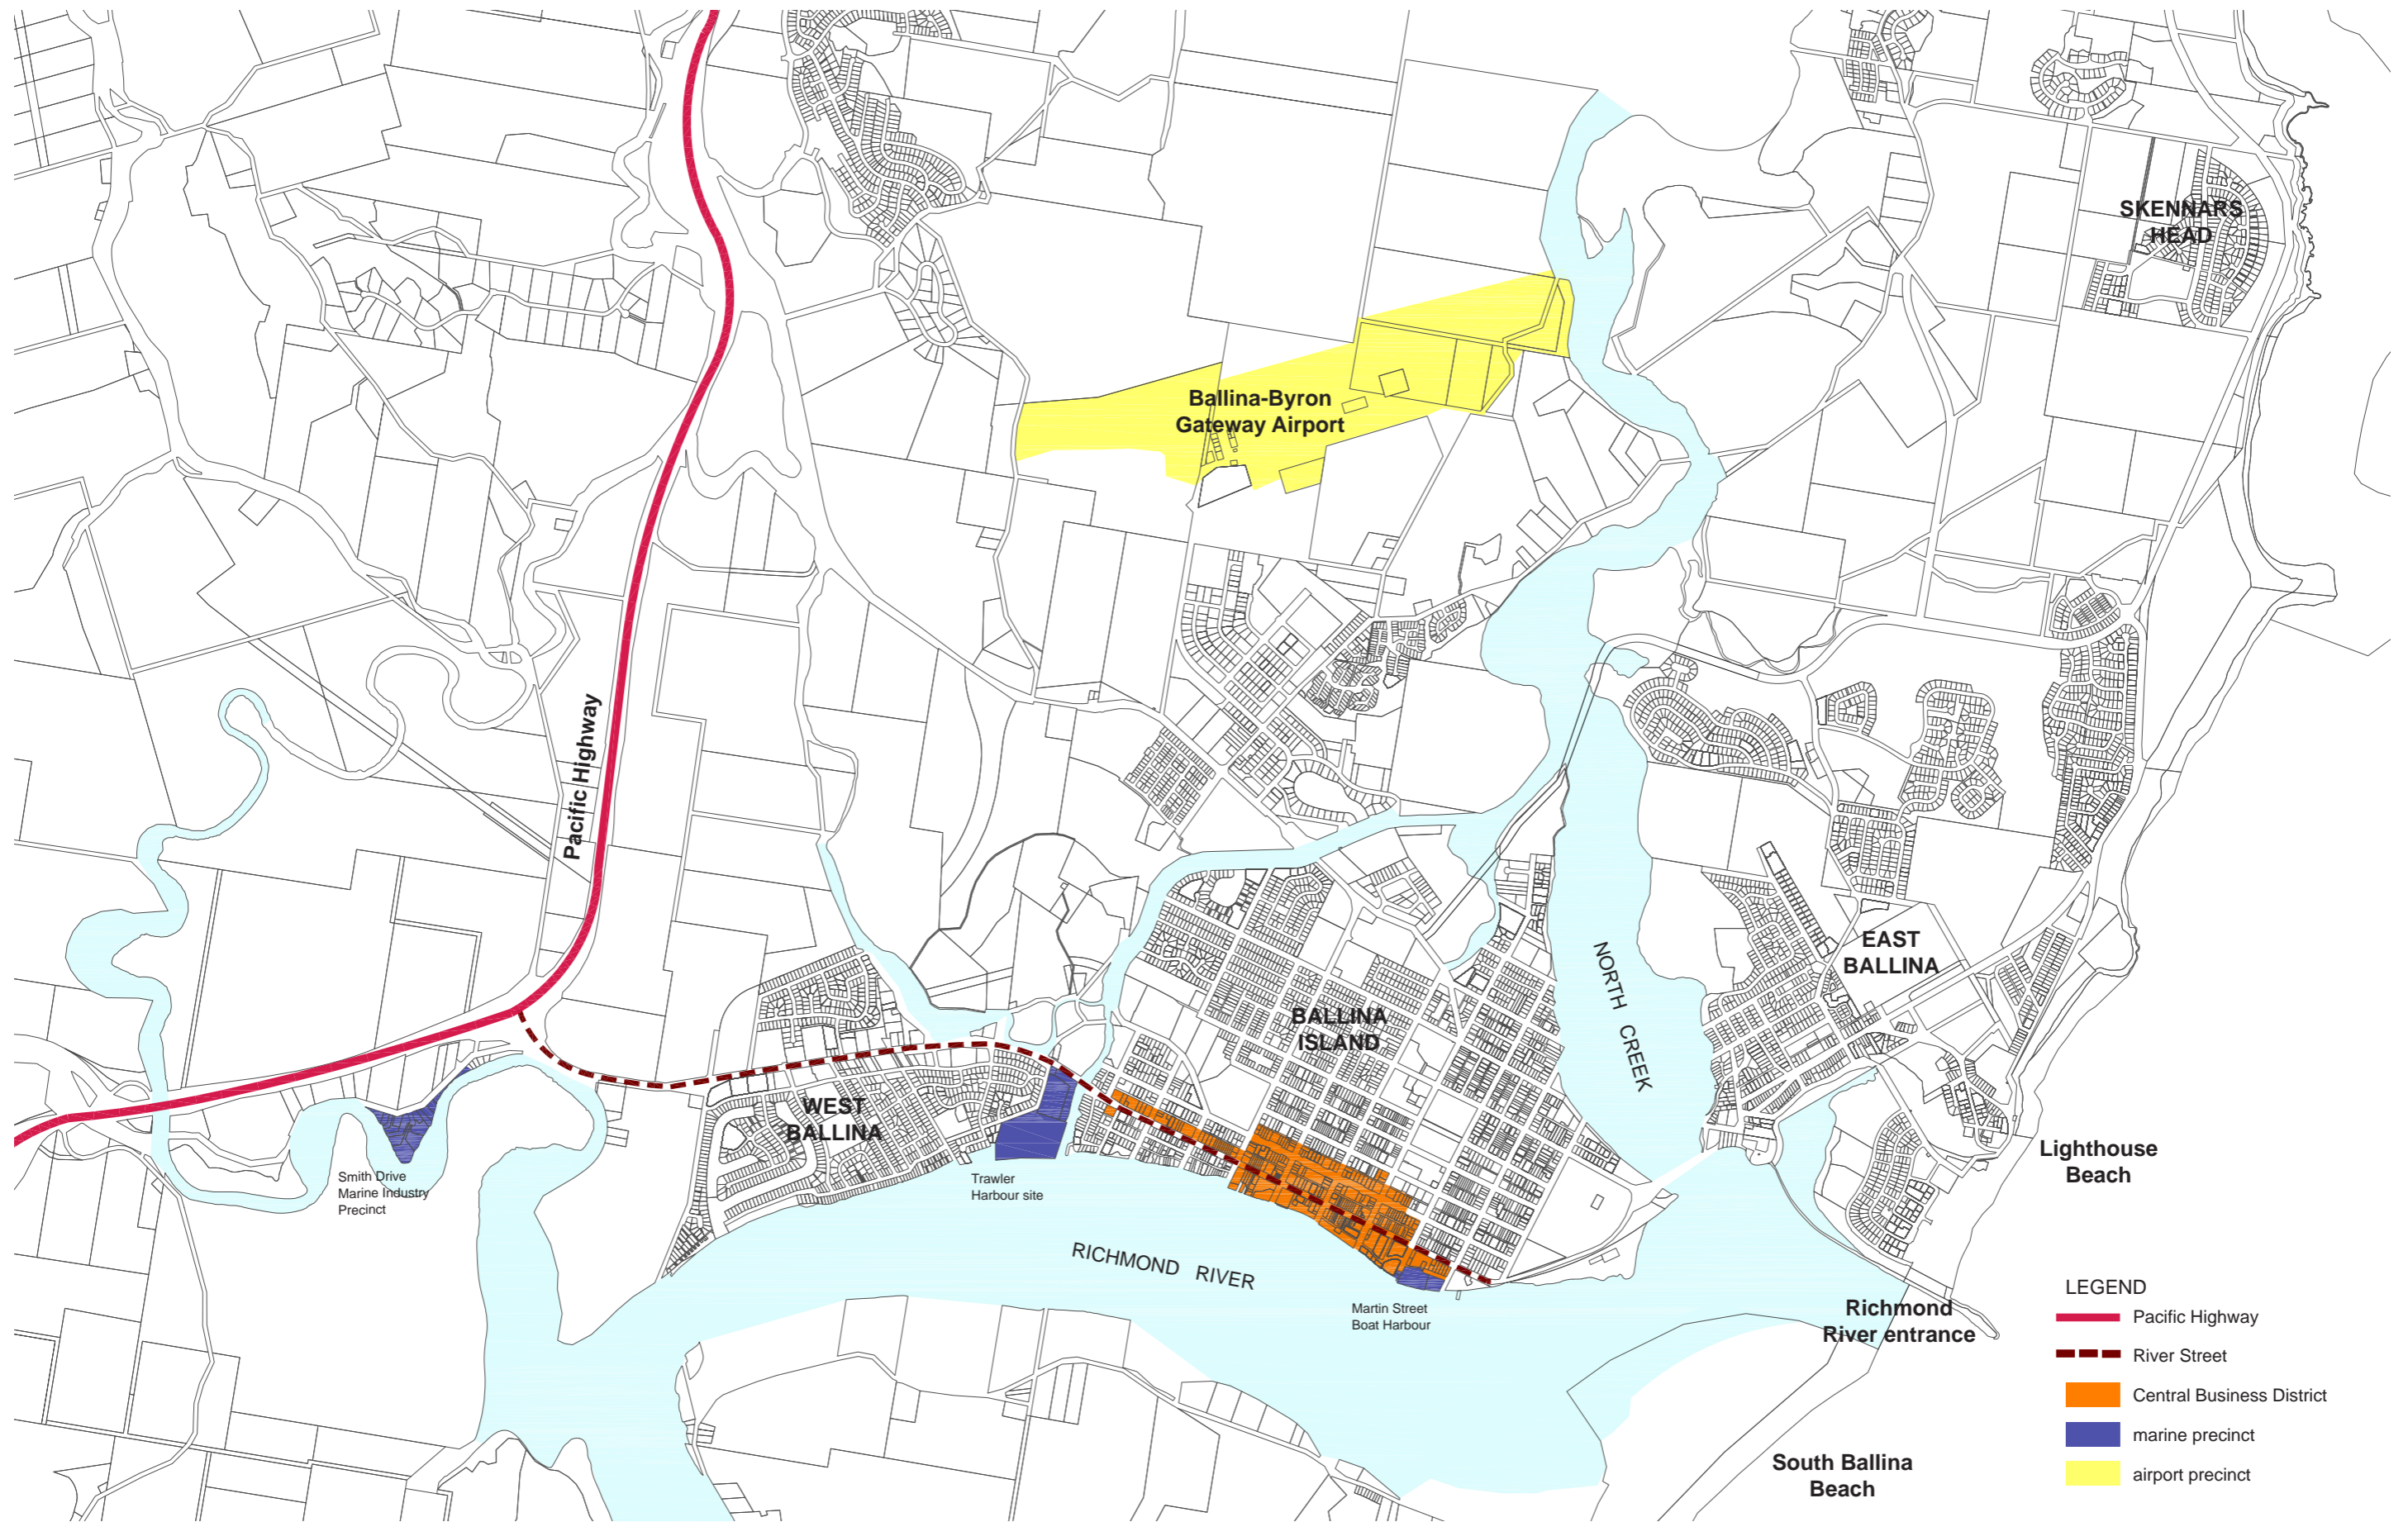 SKENNARS
HEAD
Ballina-Byron
Gateway Airport
Pacific Highway
EAST
BALLINA
NORTH CREEK
BALLINA
ISLAND
WEST
BALLINA
Smith Drive
Marine Industry
Precinct
Trawler
Harbour site
Lighthouse
Beach
RICHMOND RIVER
Martin Street
Boat Harbour
Richmond
River entrance
South Ballina
Beach
LEGEND
Pacific Highway
River Street
Central Business District
marine precinct
airport precinct